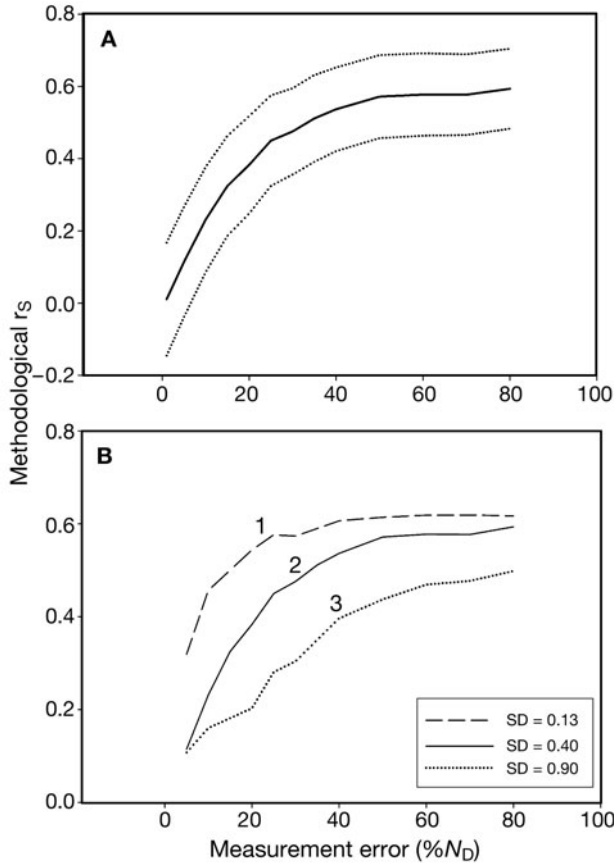 A
0.8
0.6
0.4
0.2
0.0
−0.2
0 20 40 60 80 100
Methodological rS
B
0.8
0.6
0.4
0.2
0.0
1
2
3
SD = 0.13
SD = 0.40
SD = 0.90
0 20 40 60 80 100
Measurement error (%ND)